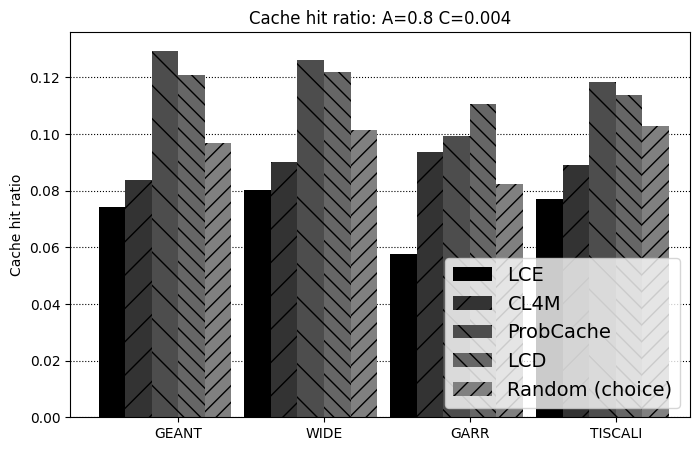 Cache hit ratio: A=0.8 C=0.004
Cache hit ratio
0.12
0.10
0.08
0.06
0.04
0.02
0.00
LCE
CL4M
ProbCache
LCD
Random (choice)
GEANT WIDE GARR TISCALI